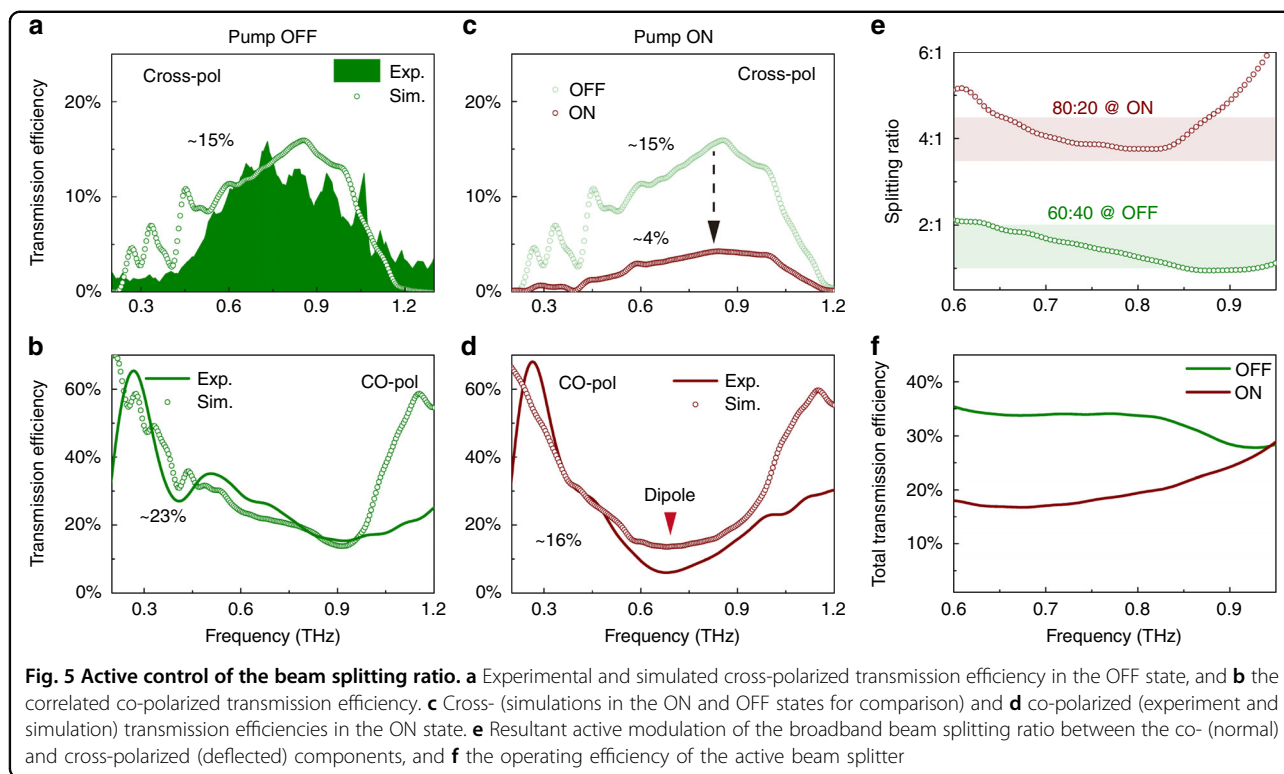 a
Pump OFF
Cross-pol
Exp.
Sim.
~15%
20%
10%
0%
Transmission efficiency
0.3
0.6
0.9
1.2
c
Pump ON
Cross-pol
OFF
ON
~15%
~4%
20%
10%
0%
0.3
0.6
0.9
1.2
e
6:1
4:1
2:1
Splitting ratio
80:20 @ ON
60:40 @ OFF
0.6
0.7
0.8
0.9
b
Exp.
Sim.
CO-pol
~23%
60%
40%
20%
0%
Transmission efficiency
0.3
0.6
0.9
1.2
Frequency (THz)
d
CO-pol
Exp.
Sim.
Dipole
~16%
60%
40%
20%
0%
0.3
0.6
0.9
1.2
Frequency (THz)
f
OFF
ON
40%
30%
20%
10%
Total transmission efficiency
0.6
0.7
0.8
0.9
Frequency (THz)
Fig. 5 Active control of the beam splitting ratio. a Experimental and simulated cross-polarized transmission efficiency in the OFF state, and b the
correlated co-polarized transmission efficiency. c Cross- (simulations in the ON and OFF states for comparison) and d co-polarized (experiment and
simulation) transmission efficiencies in the ON state. e Resultant active modulation of the broadband beam splitting ratio between the co- (normal)
and cross-polarized (deflected) components, and f the operating efficiency of the active beam splitter